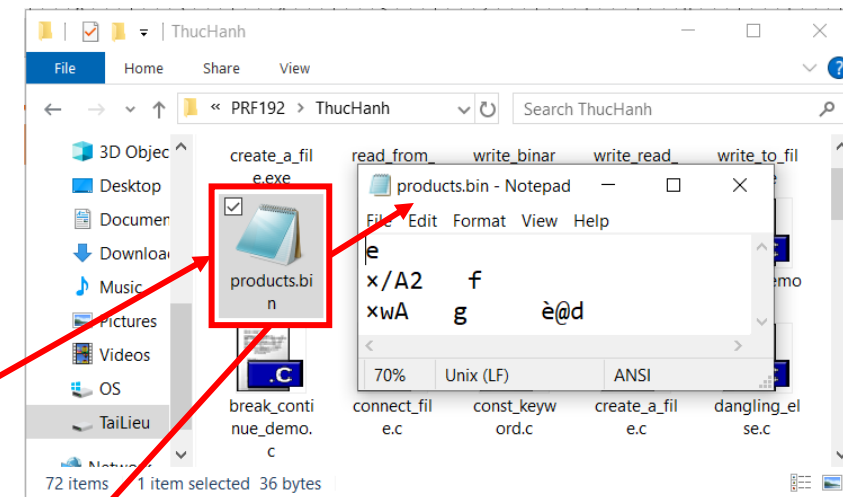 ThucHanh
File Home Share View
« PRF192 > ThucHanh
Search ThucHanh
3D Objec
Desktop
Documen
Downloa
Music
Pictures
Videos
OS
TaiLieu
Network
create_a_fil
e.exe
read_from_
write_binar
write_read_
write_to_fil
products.bi
n
products.bin - Notepad
File Edit Format View Help
e
×/A2 f
×wA g è@d
70% Unix (LF) ANSI
emo
.C
break_conti
nue_demo.
c
connect_fil
e.c
const_keyw
ord.c
create_a_fil
e.c
dangling_el
se.c
72 items 1 item selected 36 bytes